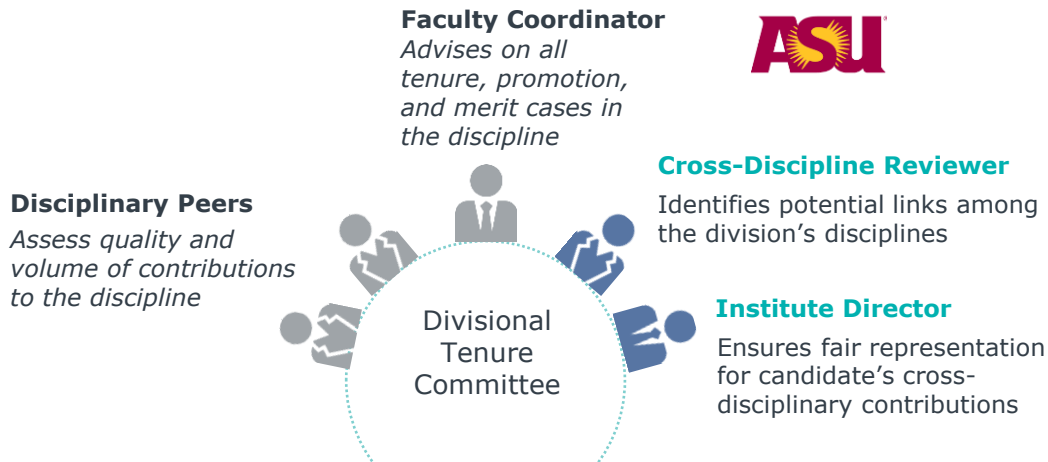 Faculty Coordinator
Advises on all
tenure, promotion,
and merit cases in
the discipline
ASU
Disciplinary Peers
Assess quality and
volume of contributions
to the discipline
Cross-Discipline Reviewer
Identifies potential links among
the division’s disciplines
Institute Director
Ensures fair representation
for candidate’s cross-
disciplinary contributions
Divisional
Tenure
Committee